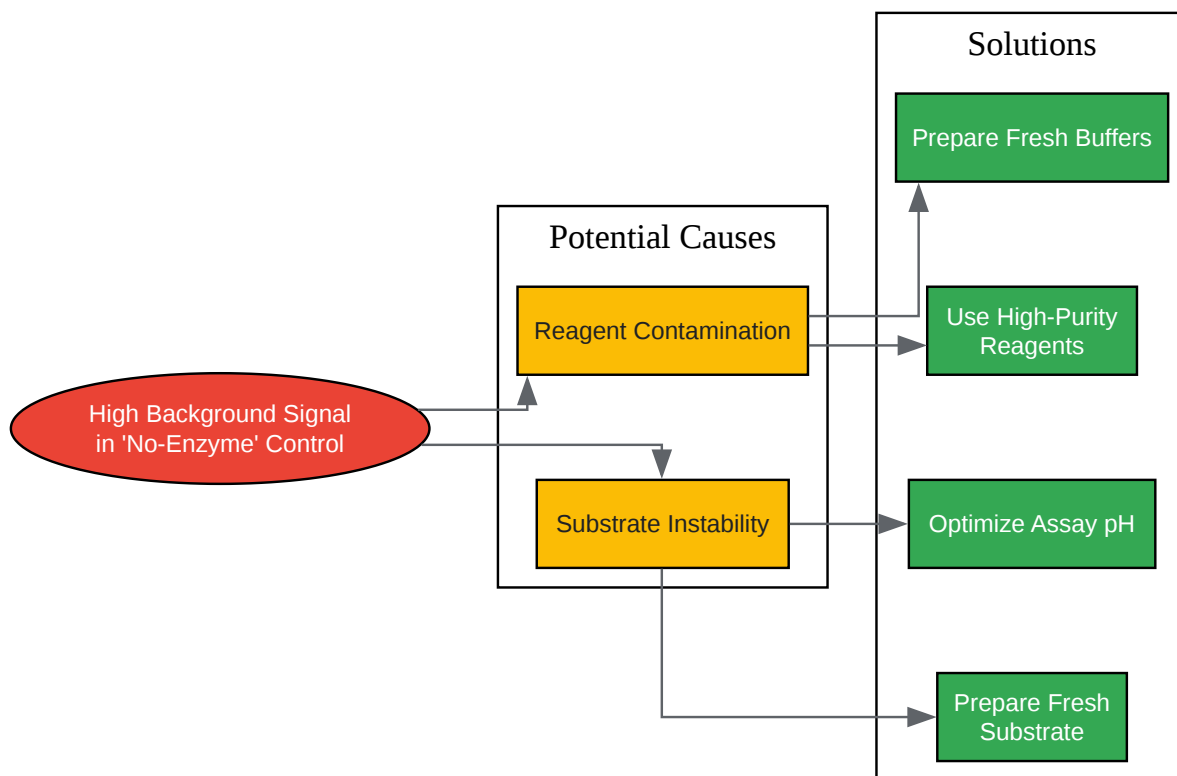 Solutions
Prepare Fresh Buffers
Potential Causes
Reagent Contamination
Use High-Purity
Reagents
High Background Signal
in 'No-Enzyme' Control
Substrate Instability
Optimize Assay pH
Prepare Fresh
Substrate